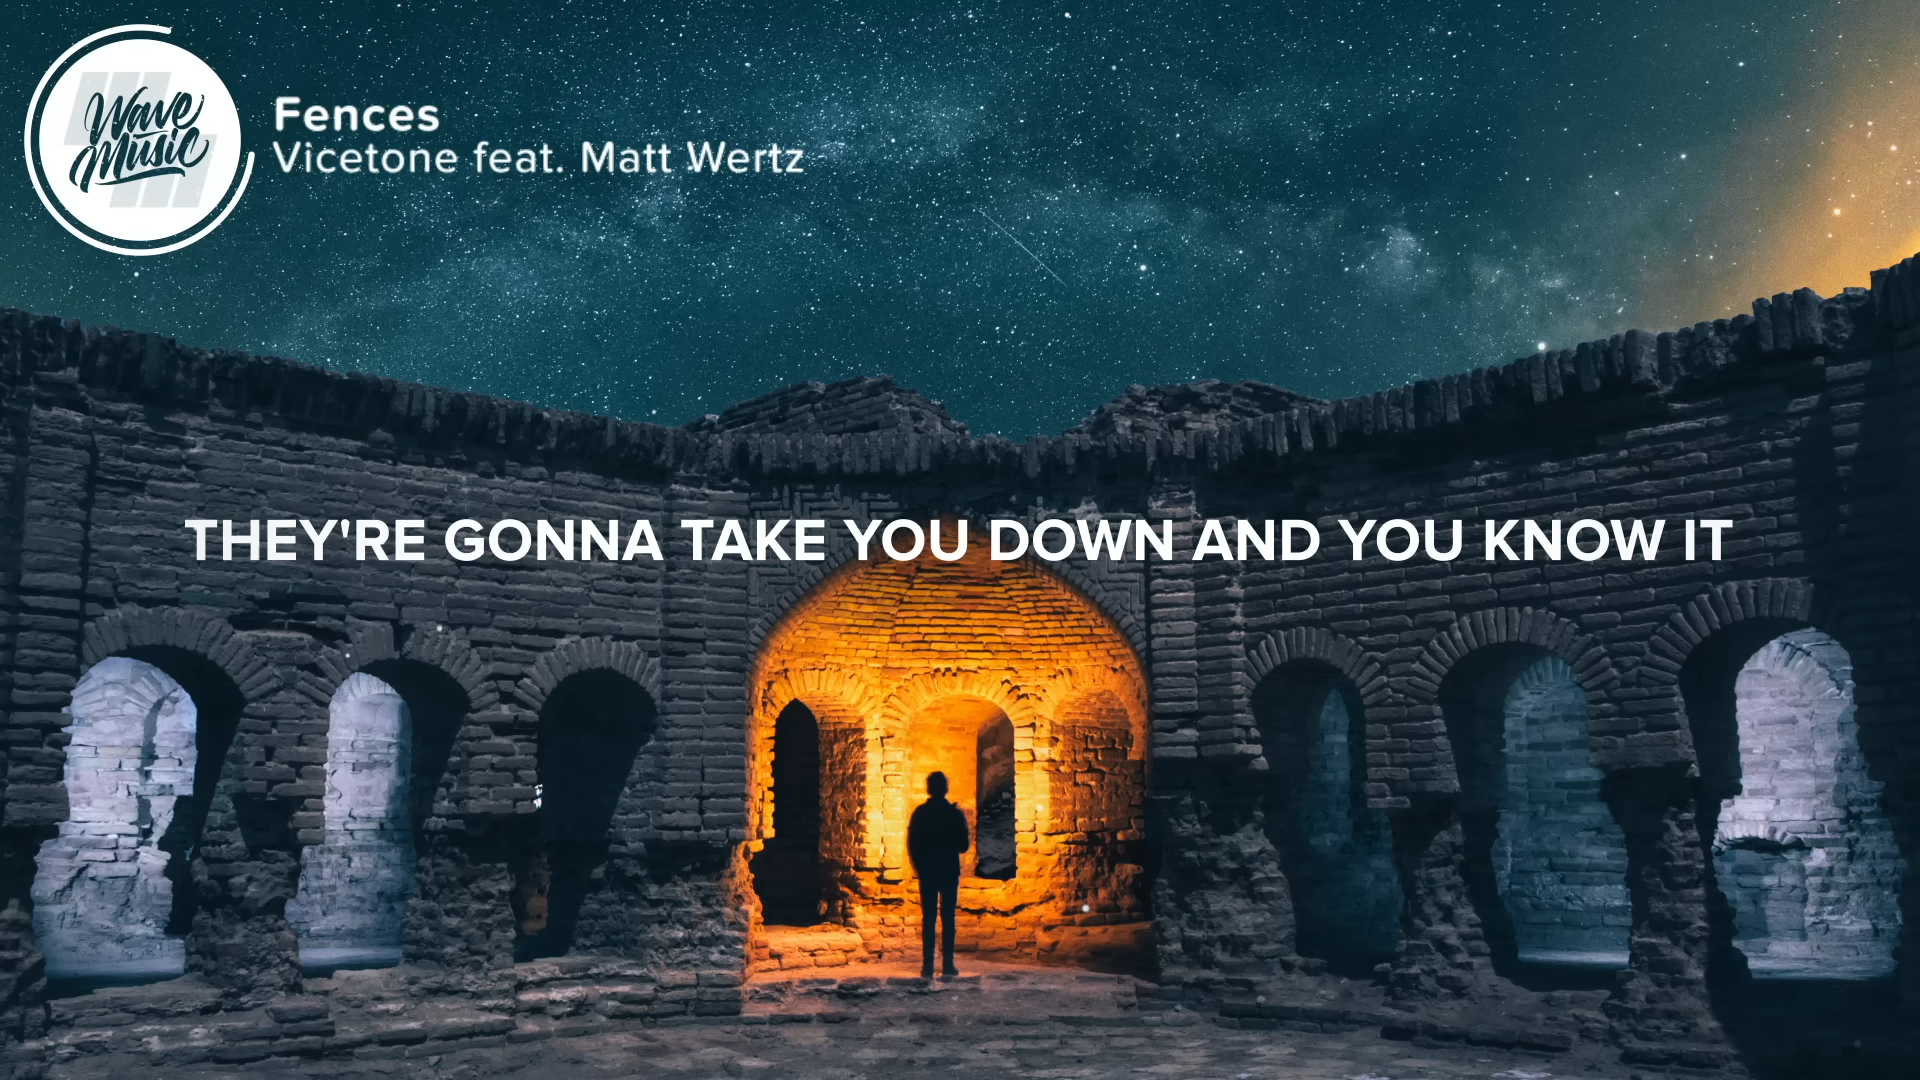 Wave
Music
Fences
Vicetone feat. Matt Wertz
THEY'RE GONNA TAKE YOU DOWN AND YOU KNOW IT